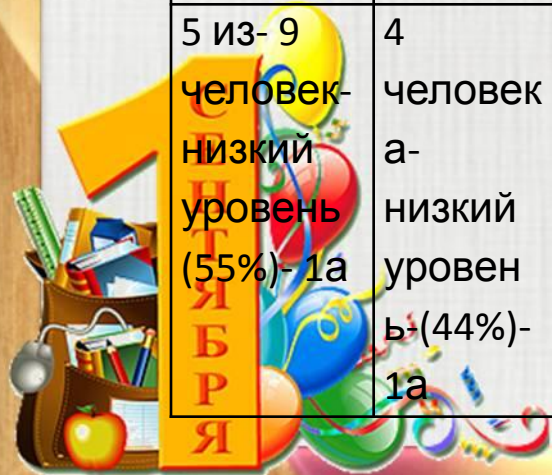 5 из- 9
человек-
низкий
уровень
(55%)- 1а
4
человек
а-
низкий
уровен
ь-(44%)-
1а
1
СЕНТЯБРЯ